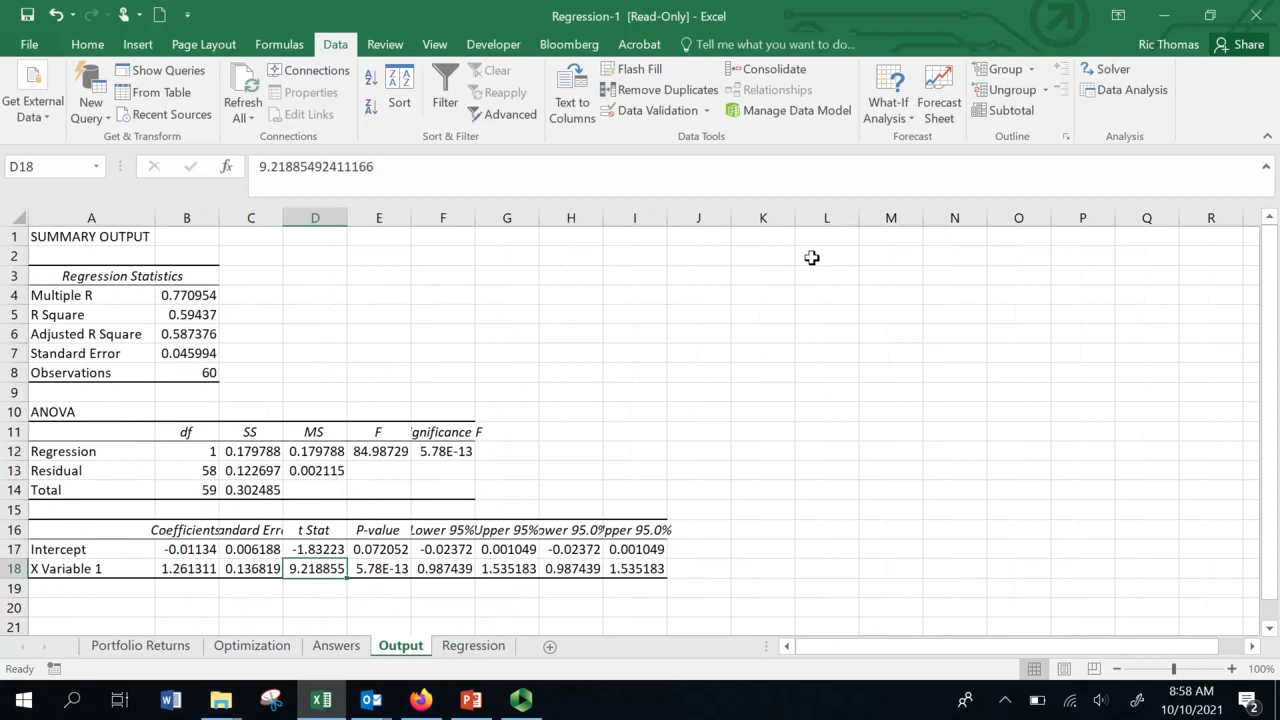 Regression-1 [Read-Only] - Excel
File Home Insert Page Layout Formulas Data Review View Developer Bloomberg Acrobat Tell me what you want to do... Ric Thomas Share
Get External Data
New Query
Show Queries
From Table
Recent Sources
Get & Transform
Refresh All
Connections
Properties
Edit Links
Connections
Sort
Filter
Clear
Reapply
Advanced
Sort & Filter
Text to Columns
Flash Fill
Remove Duplicates
Data Validation
Consolidate
Relationships
Manage Data Model
Data Tools
What-If Analysis
Forecast Sheet
Forecast
Group
Ungroup
Subtotal
Outline
Solver
Data Analysis
Analysis
D18 fx 9.21885492411166
A B C D E F G H I J K L M N O P Q R
1 SUMMARY OUTPUT
2
3 Regression Statistics
4 Multiple R 0.770954
5 R Square 0.59437
6 Adjusted R Square 0.587376
7 Standard Error 0.045994
8 Observations 60
9
10 ANOVA
11 df SS MS F gnificance F
12 Regression 1 0.179788 0.179788 84.98729 5.78E-13
13 Residual 58 0.122697 0.002115
14 Total 59 0.302485
15
16 Coefficients andard Erro t Stat P-value Lower 95% Upper 95% ower 95.0% pper 95.0%
17 Intercept -0.01134 0.006188 -1.83223 0.072052 -0.02372 0.001049 -0.02372 0.001049
18 X Variable 1 1.261311 0.136819 9.218855 5.78E-13 0.987439 1.535183 0.987439 1.535183
19
20
21
Portfolio Returns Optimization Answers Output Regression
Ready 100%
8:58 AM
10/10/2021
2